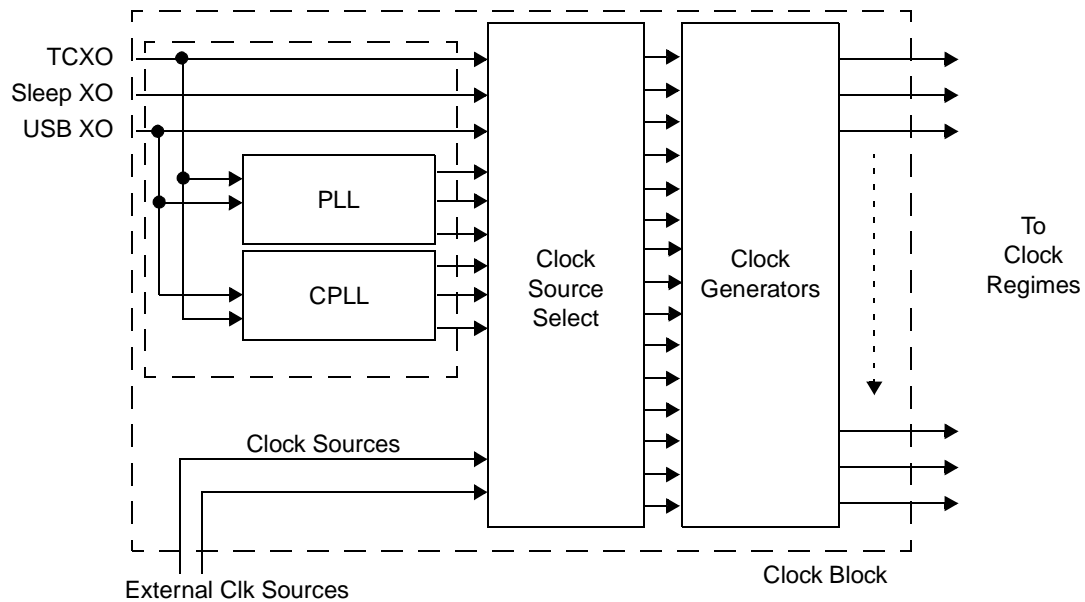 TCXO
Sleep XO
USB XO
PLL
CPLL
Clock
Source
Select
Clock
Generators
To
Clock
Regimes
Clock Sources
External Clk Sources
Clock Block